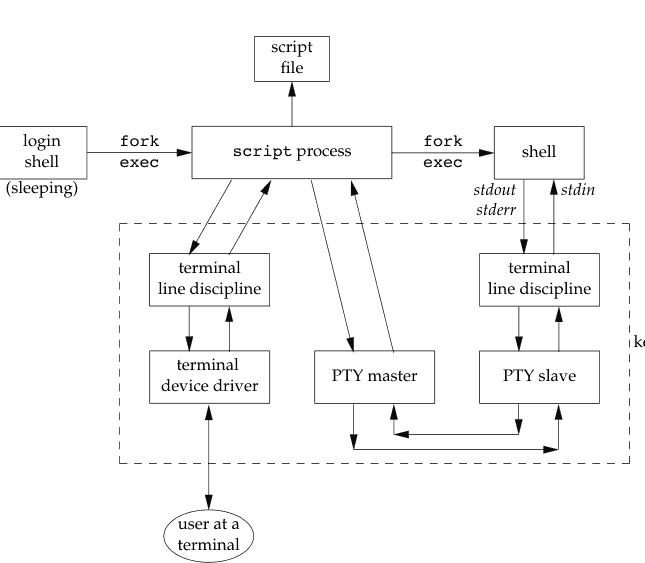 script
file
login
shell
(sleeping)
fork
exec
script process
fork
exec
shell
stdout
stderr
stdin
terminal
line discipline
terminal
line discipline
terminal
device driver
PTY master
PTY slave
ke
user at a
terminal